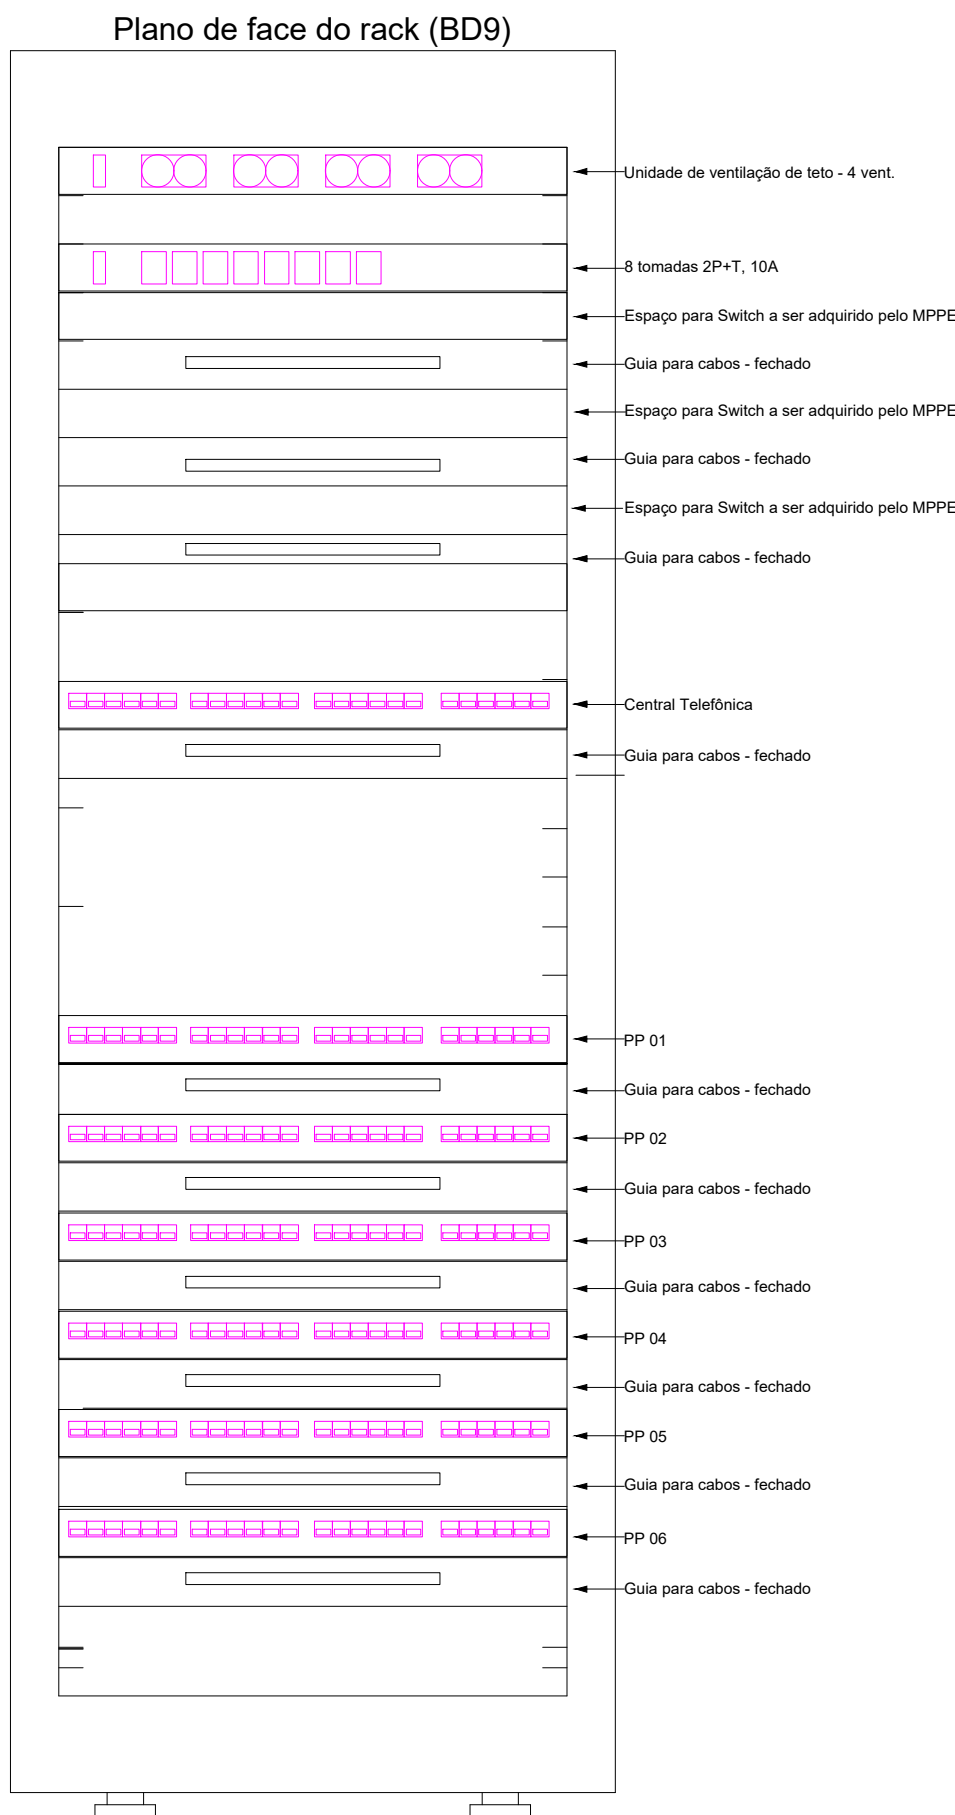 Plano de face do rack (BD9)
Unidade de ventilação de teto - 4 vent.
8 tomadas 2P+T, 10A
Espaço para Switch a ser adquirido pelo MPPE
Guia para cabos - fechado
Espaço para Switch a ser adquirido pelo MPPE
Guia para cabos - fechado
Espaço para Switch a ser adquirido pelo MPPE
Guia para cabos - fechado
Central Telefônica
Guia para cabos - fechado
PP 01
Guia para cabos - fechado
PP 02
Guia para cabos - fechado
PP 03
Guia para cabos - fechado
PP 04
Guia para cabos - fechado
PP 05
Guia para cabos - fechado
PP 06
Guia para cabos - fechado